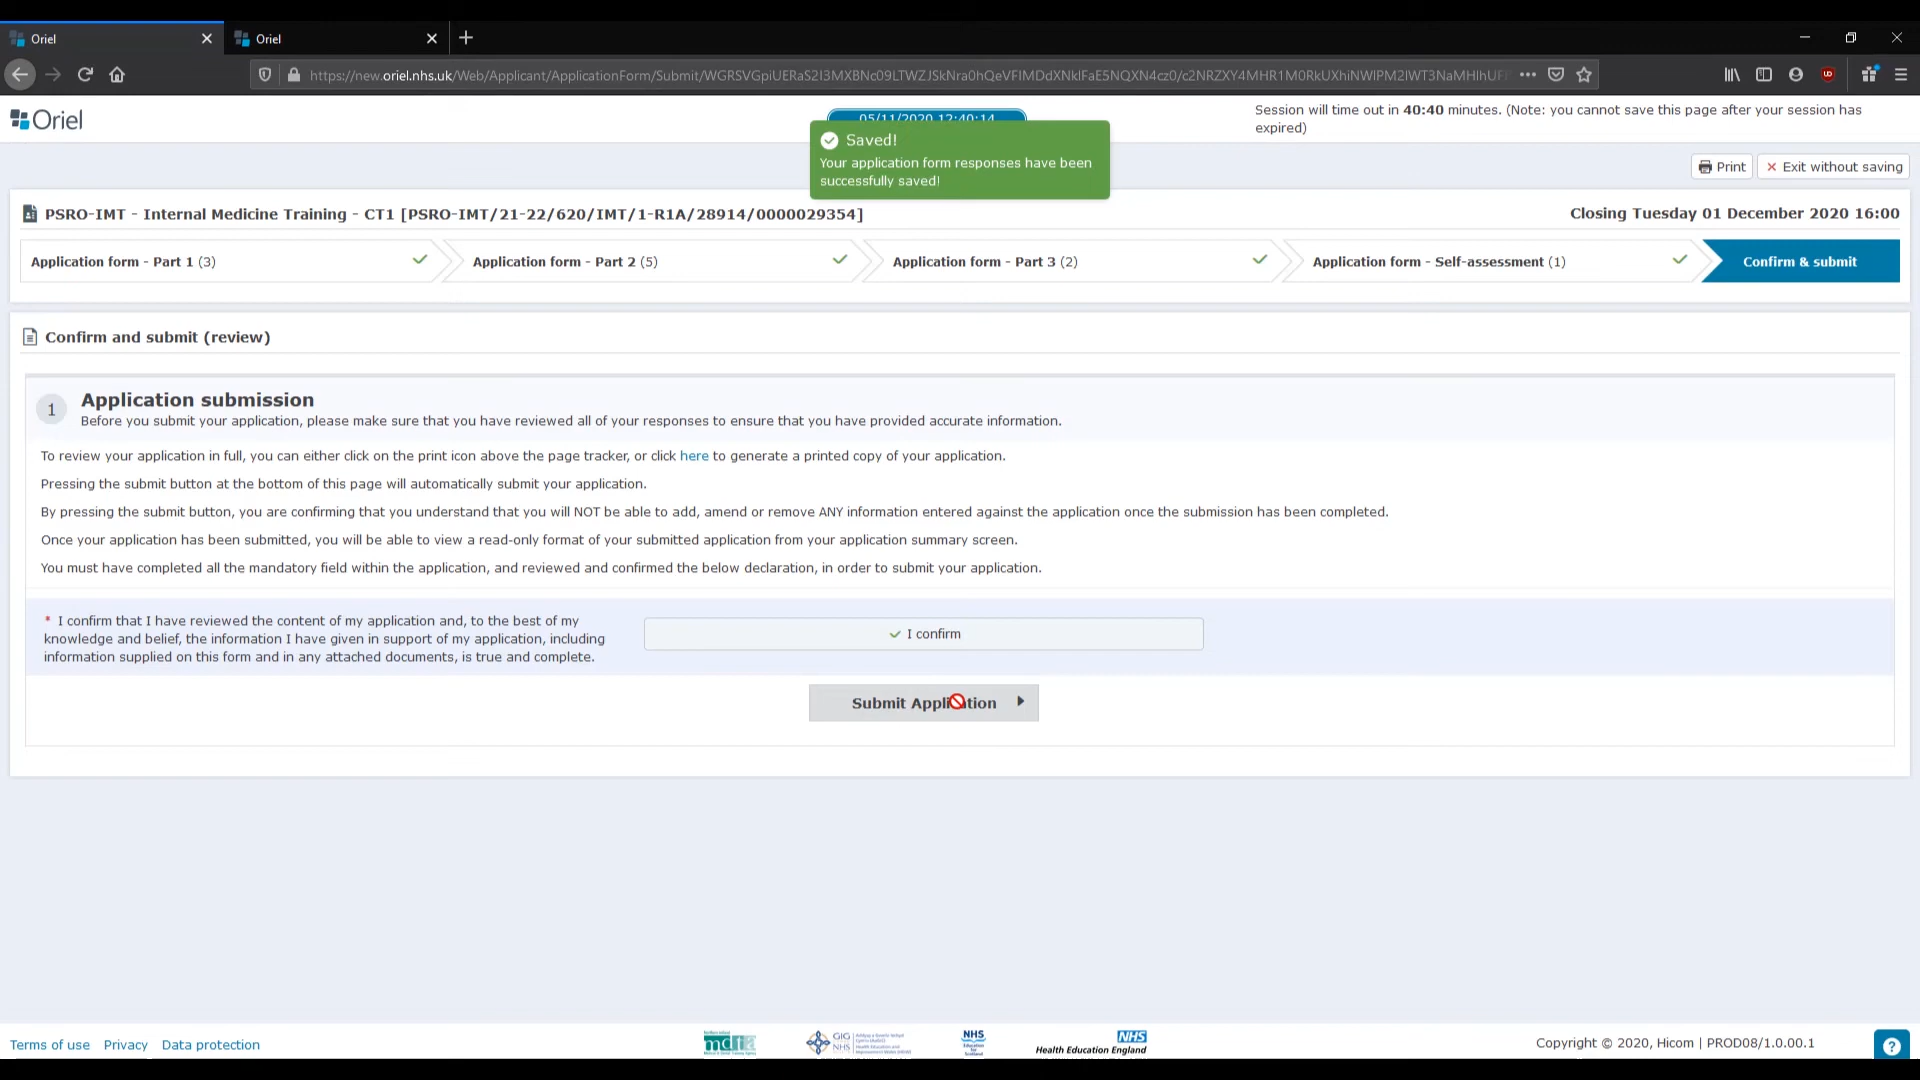 Oriel
Oriel
https://new.oriel.nhs.uk/Web/Applicant/ApplicationForm/Submit/
Oriel
05/11/2020 12:40:14
Session will time out in 40:40 minutes. (Note: you cannot save this page after your session has
expired)
Saved!
Your application form responses have been
successfully saved!
Print
Exit without saving
PSRO-IMT - Internal Medicine Training - CT1 [PSRO-IMT/21-22/620/IMT/1-R1A/28914/0000029354]
Closing Tuesday 01 December 2020 16:00
Application form - Part 1 (3)
Application form - Part 2 (5)
Application form - Part 3 (2)
Application form - Self-assessment (1)
Confirm & submit
Confirm and submit (review)
1
Application submission
Before you submit your application, please make sure that you have reviewed all of your responses to ensure that you have provided accurate information.
To review your application in full, you can either click on the print icon above the page tracker, or click here to generate a printed copy of your application.
Pressing the submit button at the bottom of this page will automatically submit your application.
By pressing the submit button, you are confirming that you understand that you will NOT be able to add, amend or remove ANY information entered against the application once the submission has been completed.
Once your application has been submitted, you will be able to view a read-only format of your submitted application from your application summary screen.
You must have completed all the mandatory field within the application, and reviewed and confirmed the below declaration, in order to submit your application.
* I confirm that I have reviewed the content of my application and, to the best of my
knowledge and belief, the information I have given in support of my application, including
information supplied on this form and in any attached documents, is true and complete.
I confirm
Submit Application
Terms of use
Privacy
Data protection
mdta
GIG
NHS
NHS
Education
for
Scotland
NHS
Health Education England
Copyright © 2020, Hicom | PROD08/1.0.00.1
?